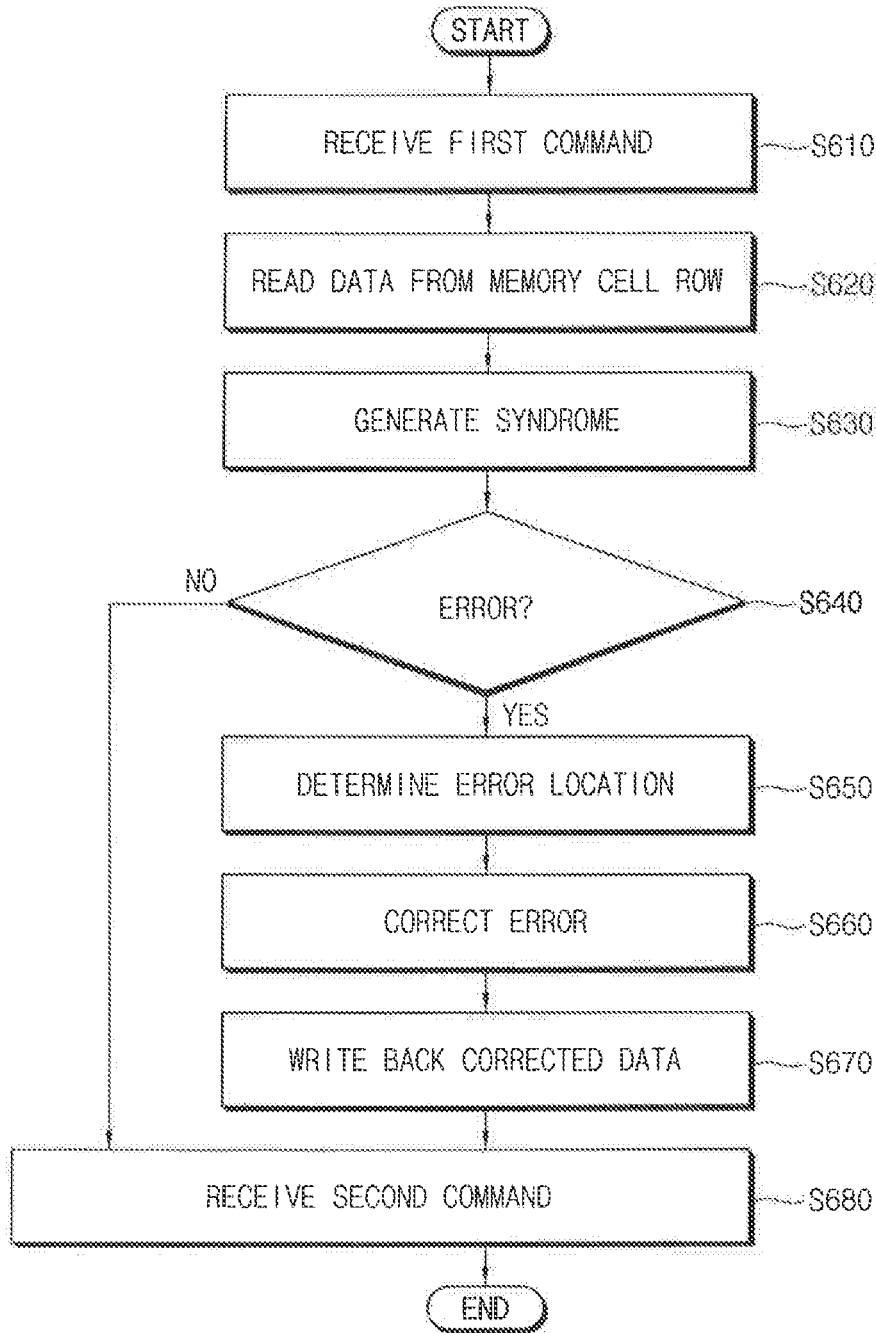 START
RECEIVE FIRST COMMAND S610
READ DATA FROM MEMORY CELL ROW S620
GENERATE SYNDROME S630
NO
ERROR? S640
YES
DETERMINE ERROR LOCATION S650
CORRECT ERROR S660
WRITE BACK CORRECTED DATA S670
RECEIVE SECOND COMMAND S680
END